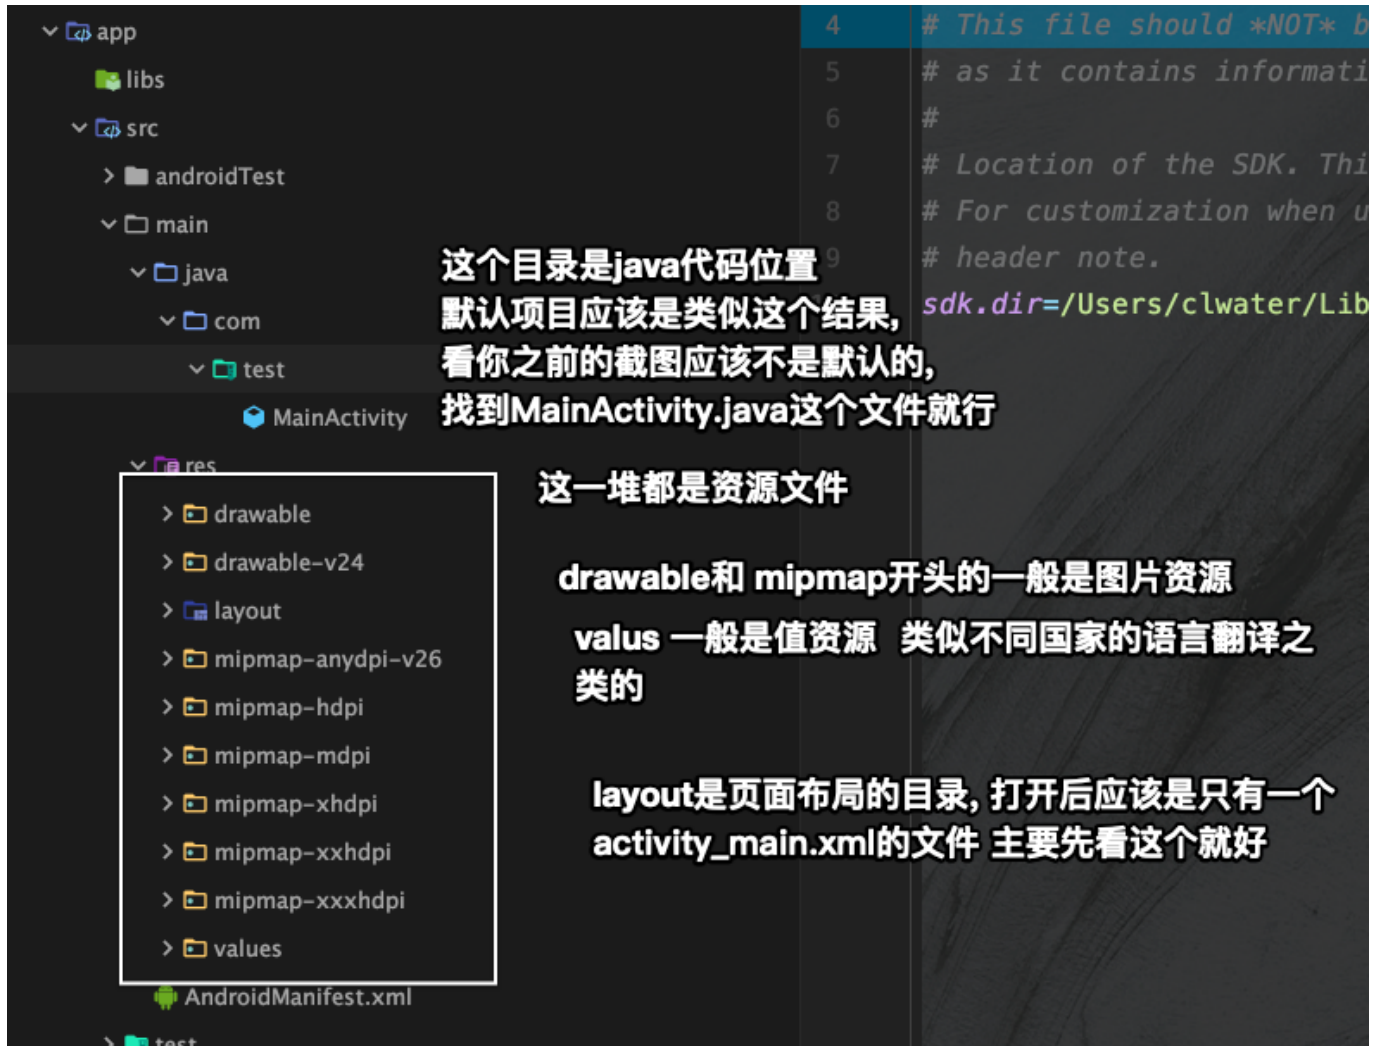 app
4 # This file should *NOT* b
libs
5 # as it contains informati
src
6 #
androidTest
7 # Location of the SDK. Thi
main
8 # For customization when u
java
这个目录是java代码位置
9 # header note.
com
默认项目应该是类似这个结果,
sdk.dir=/Users/clwater/Lib
test
看你之前的截图应该不是默认的,
MainActivity
找到MainActivity.java这个文件就行
res
这一堆都是资源文件
drawable
drawable-v24
drawable和 mipmap开头的一般是图片资源
layout
valus 一般是值资源 类似不同国家的语言翻译之
类的
mipmap-anydpi-v26
mipmap-hdpi
mipmap-mdpi
layout是页面布局的目录, 打开后应该是只有一个
activity_main.xml的文件 主要先看这个就好
mipmap-xhdpi
mipmap-xxhdpi
mipmap-xxxhdpi
values
AndroidManifest.xml
test